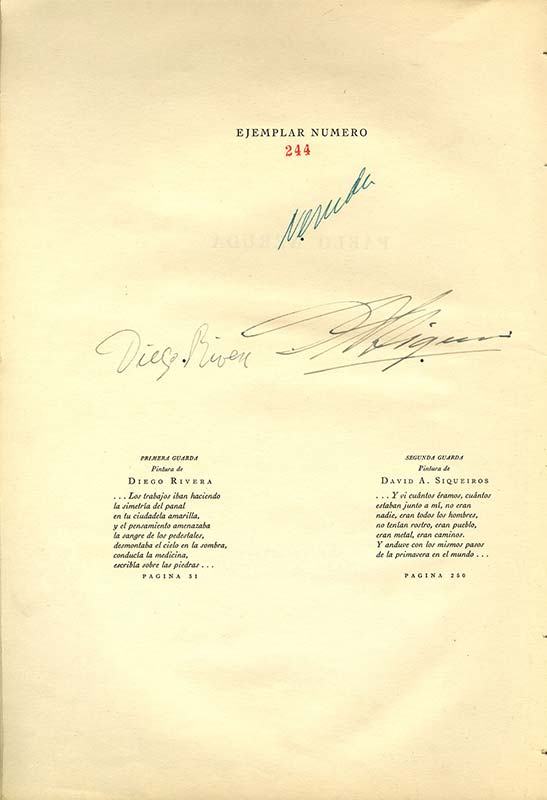 EJEMPLAR NUMERO
244
Neruda
Diego Rivera
DASiqueiros
PRIMERA GUARDA
Pintura de
DIEGO RIVERA
. . . Los trabajos iban haciendo
la simetría del panal
en tu ciudadela amarilla,
y el pensamiento amenazaba
la sangre de los pedestales,
desmontaba el cielo en la sombra,
conducía la medicina,
escribía sobre las piedras . . .
PAGINA 31
SEGUNDA GUARDA
Pintura de
DAVID A. SIQUEIROS
. . . Y vi cuántos éramos, cuántos
estaban junto a mí, no eran
nadie, eran todos los hombres,
no tenían rostro, eran pueblo,
eran metal, eran caminos.
Y anduve con los mismos pasos
de la primavera en el mundo . . .
PAGINA 250